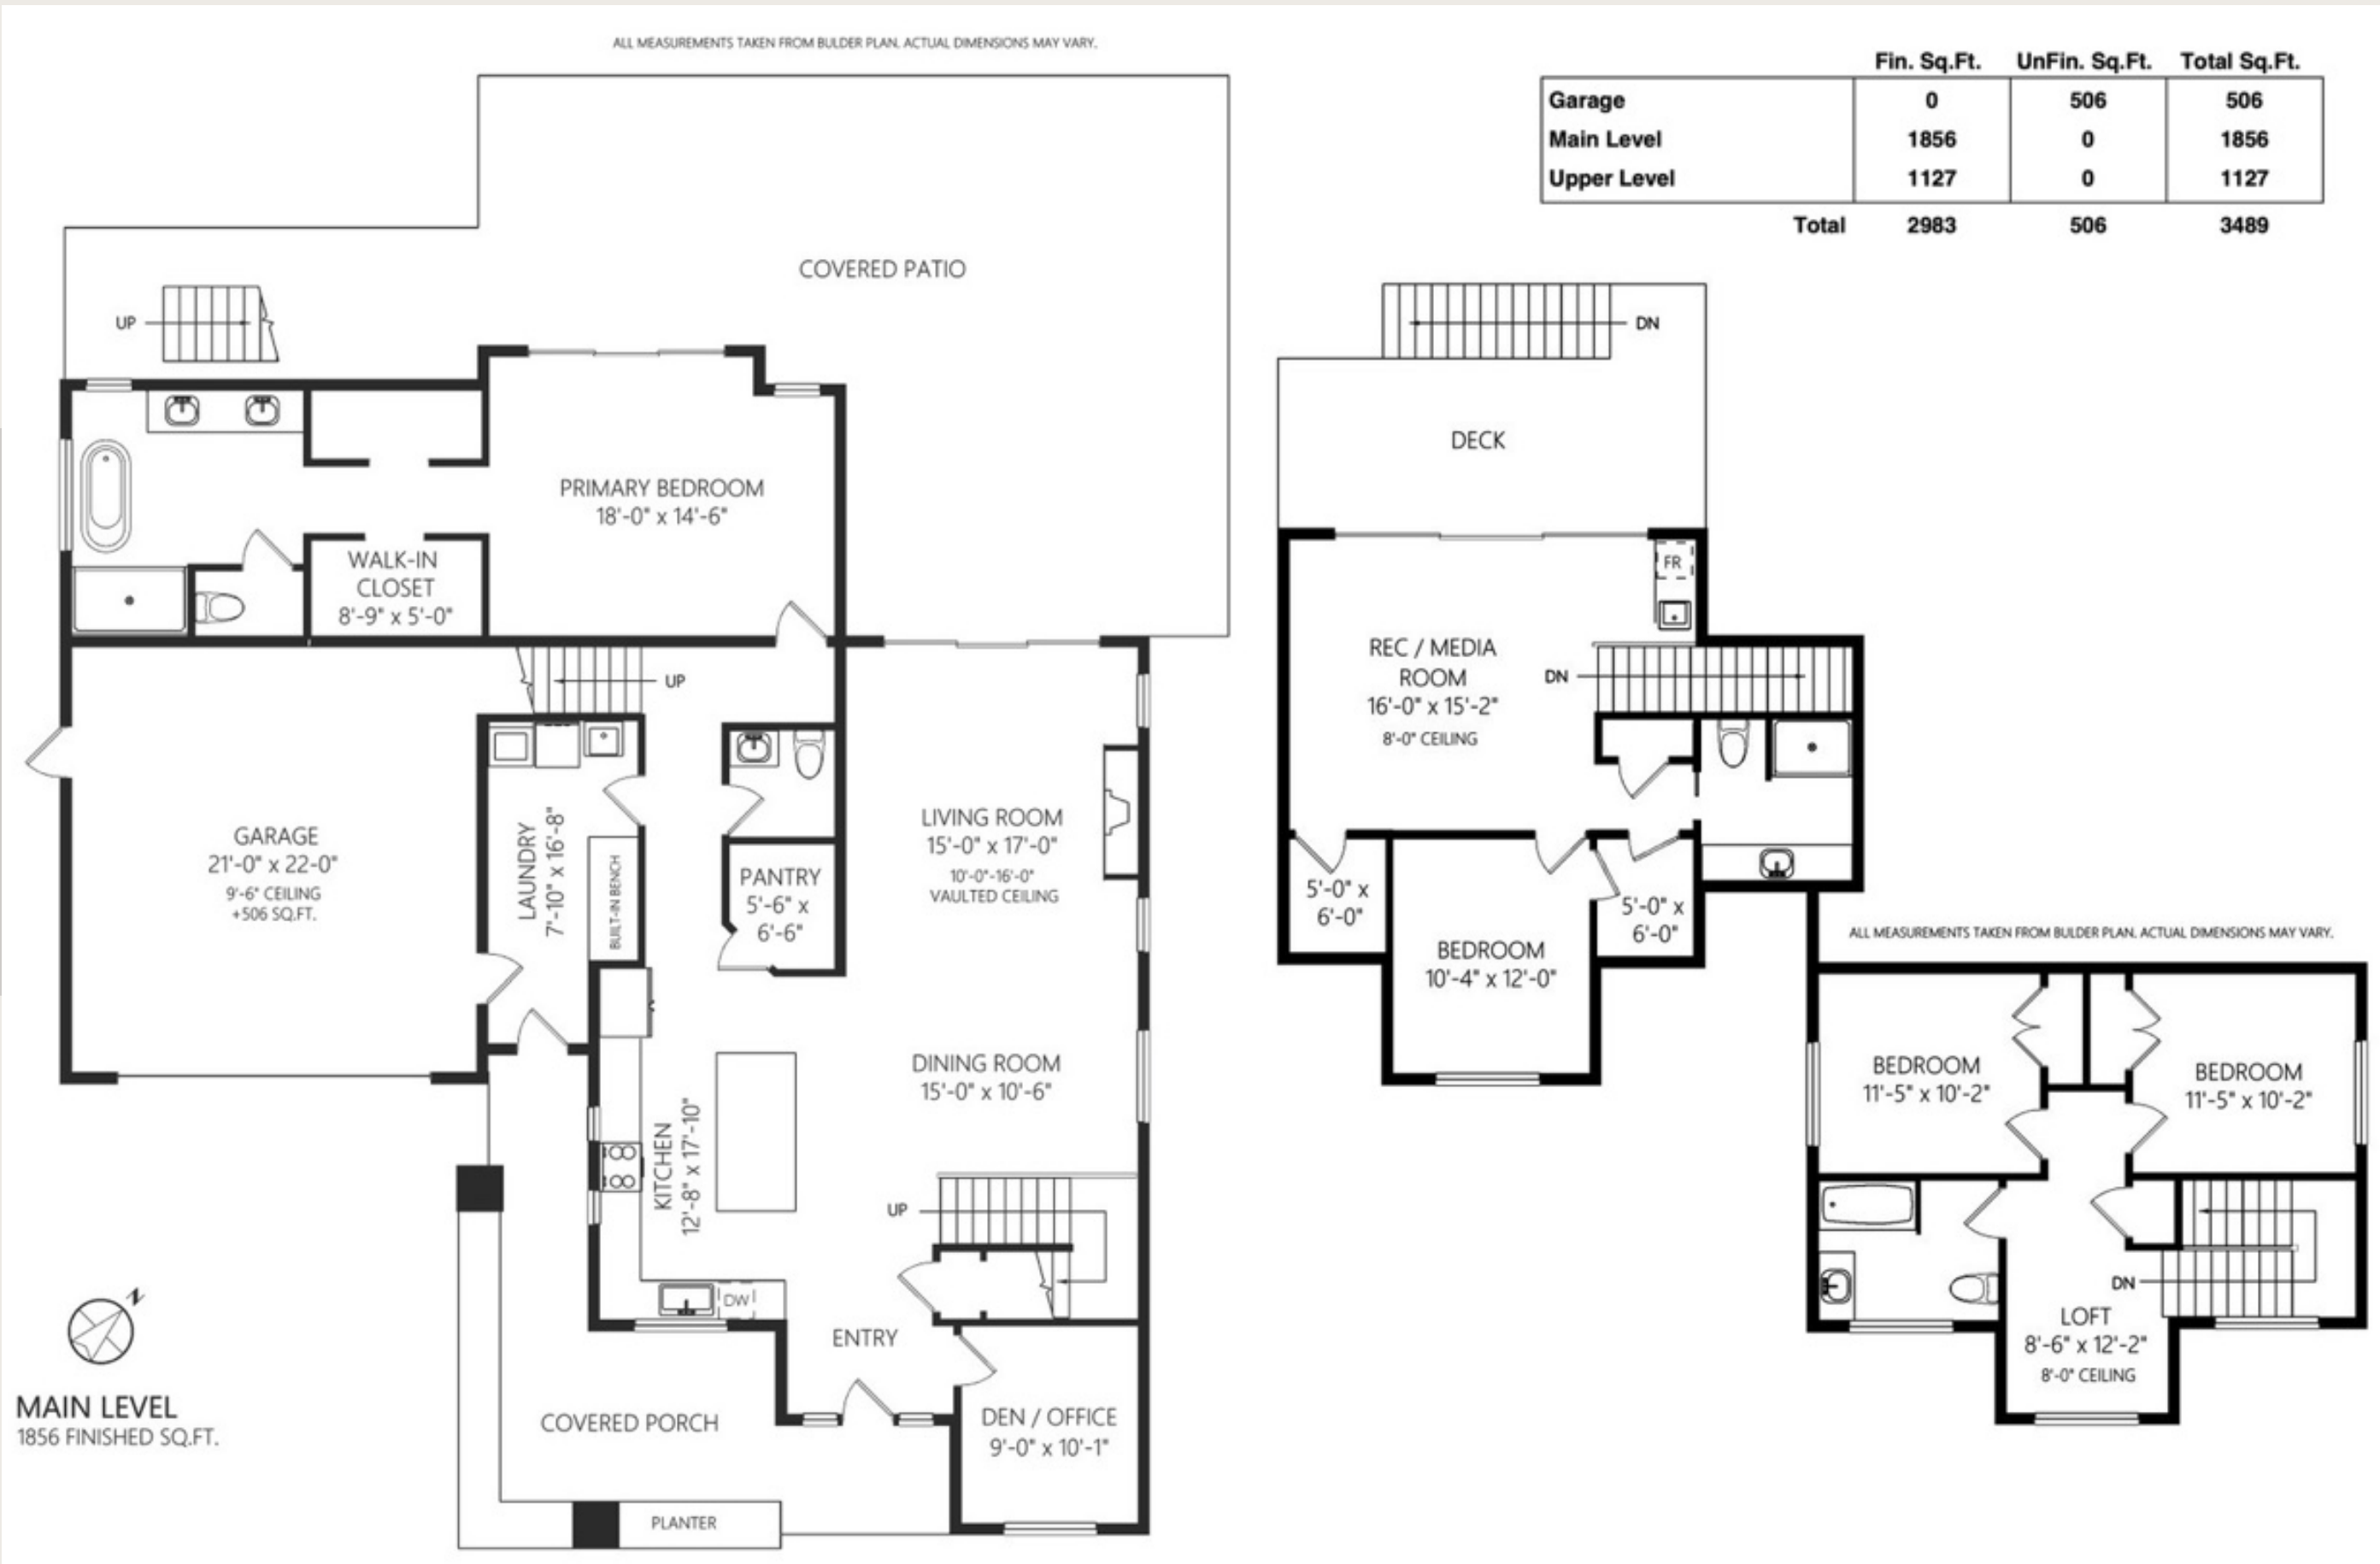 ALL MEASUREMENTS TAKEN FROM BULDER PLAN. ACTUAL DIMENSIONS MAY VARY.
Fin. Sq.Ft. UnFin. Sq.Ft. Total Sq.Ft.
Garage 0 506 506
Main Level 1856 0 1856
Upper Level 1127 0 1127
Total 2983 506 3489
COVERED PATIO
UP
PRIMARY BEDROOM
18'-0" x 14'-6"
WALK-IN
CLOSET
8'-9" x 5'-0"
UP
GARAGE
21'-0" x 22'-0"
9'-6" CEILING
+506 SQ.FT.
LAUNDRY
7'-10" x 16'-8"
BUILT-IN BENCH
PANTRY
5'-6" x
6'-6"
LIVING ROOM
15'-0" x 17'-0"
10'-0"-16'-0"
VAULTED CEILING
DINING ROOM
15'-0" x 10'-6"
KITCHEN
12'-8" x 17'-10"
UP
DW
ENTRY
DEN / OFFICE
9'-0" x 10'-1"
COVERED PORCH
PLANTER
N
MAIN LEVEL
1856 FINISHED SQ.FT.
DN
DECK
FR
REC / MEDIA
ROOM
16'-0" x 15'-2"
8'-0" CEILING
DN
5'-0" x
6'-0"
BEDROOM
10'-4" x 12'-0"
5'-0" x
6'-0"
ALL MEASUREMENTS TAKEN FROM BULDER PLAN. ACTUAL DIMENSIONS MAY VARY.
BEDROOM
11'-5" x 10'-2"
BEDROOM
11'-5" x 10'-2"
DN
LOFT
8'-6" x 12'-2"
8'-0" CEILING